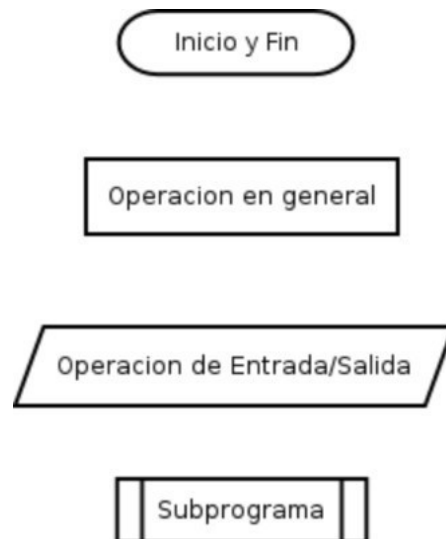 Inicio y Fin
Operacion en general
Operacion de Entrada/Salida
Subprograma